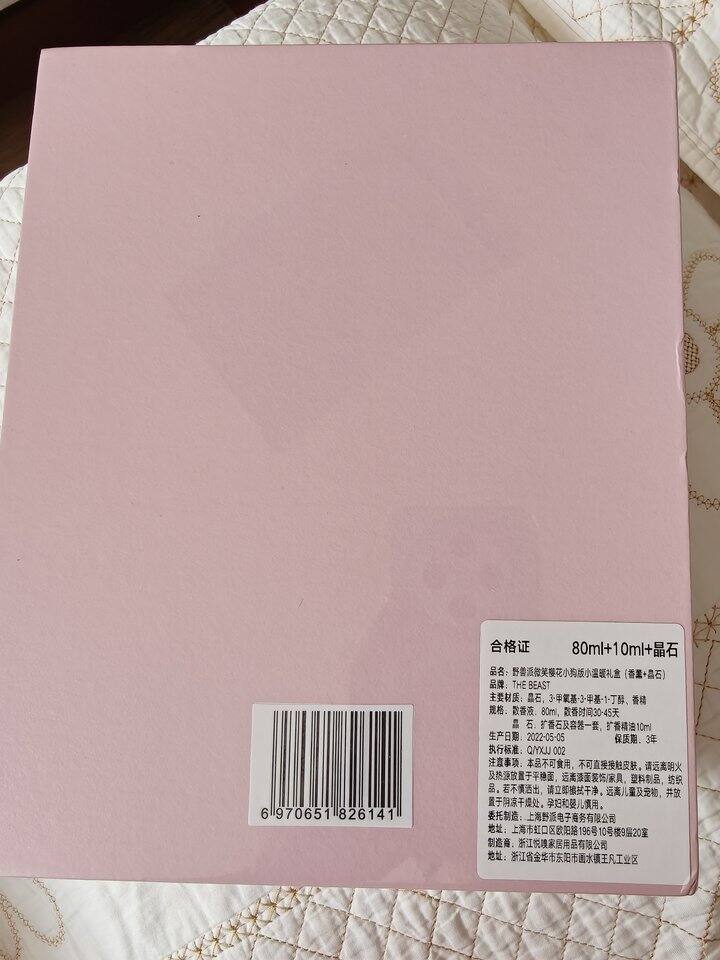 合格证 80ml+10ml+晶石
品名：野兽派微笑樱花小狗版小温暖礼盒（香薰+晶石）
品牌：THE BEAST
主要材质：晶石，3-甲氧基-3-甲基-1-丁醇、香精
规格：散香液，80ml，散香时间30-45天
晶 石：扩香石及容器一套，扩香精油10ml
生产日期：2022-05-05 保质期：3年
执行标准：Q/YXJJ 002
注意事项：本品不可食用，不可直接接触皮肤。请远离明火
及热源放置于平稳面，远离漆面装饰/家具，塑料制品，纺织
品。若不慎洒出，请立即擦拭干净。远离儿童及宠物，并放
置于阴凉干燥处。孕妇和婴儿慎用。
委托制造：上海野派电子商务有限公司
地址：上海市虹口区欧阳路196号10号楼9层20室
制造商：浙江悦嗅家居用品有限公司
地址：浙江省金华市东阳市画水镇王凡工业区
6 970651 826141